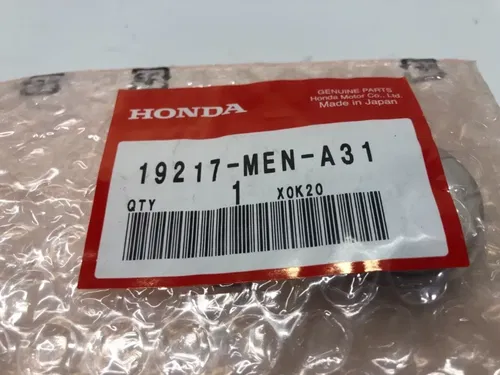 GENUINE PARTS
Honda Motor Co., Ltd.
Made in Japan
HONDA
19217-MEN-A31
QTY 1 X0K20